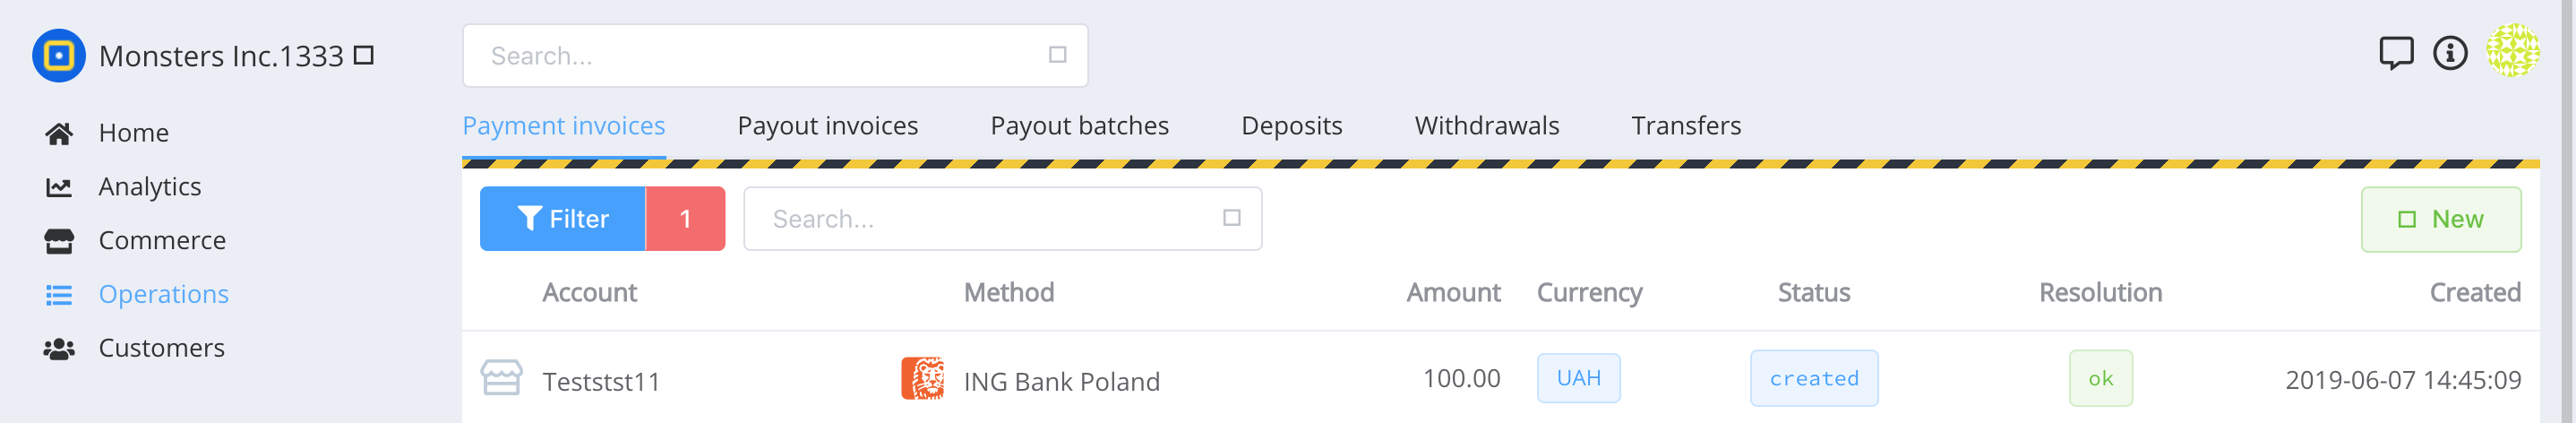 Monsters Inc.1333
Search...
Home
Analytics
Commerce
Operations
Customers
Payment invoices Payout invoices Payout batches Deposits Withdrawals Transfers
Filter 1 Search... New
Account Method Amount Currency Status Resolution Created
Teststst11 ING Bank Poland 100.00 UAH created ok 2019-06-07 14:45:09